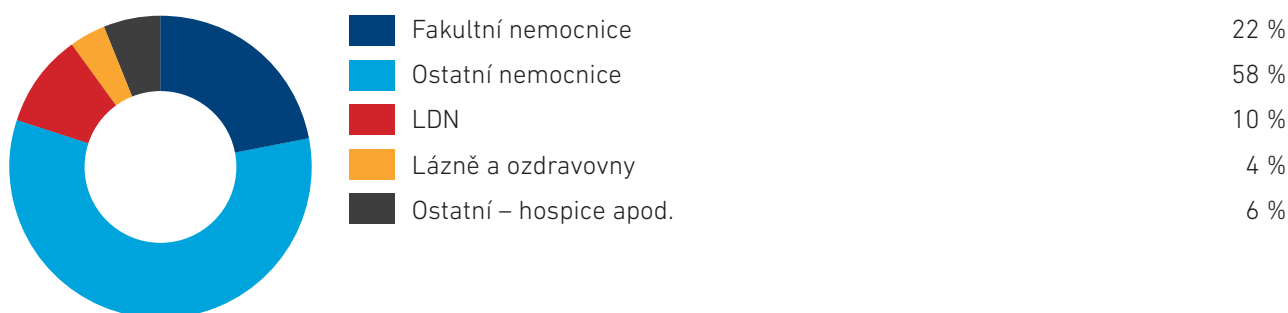 Fakultní nemocnice 22 %
Ostatní nemocnice 58 %
LDN 10 %
Lázně a ozdravovny 4 %
Ostatní – hospice apod. 6 %